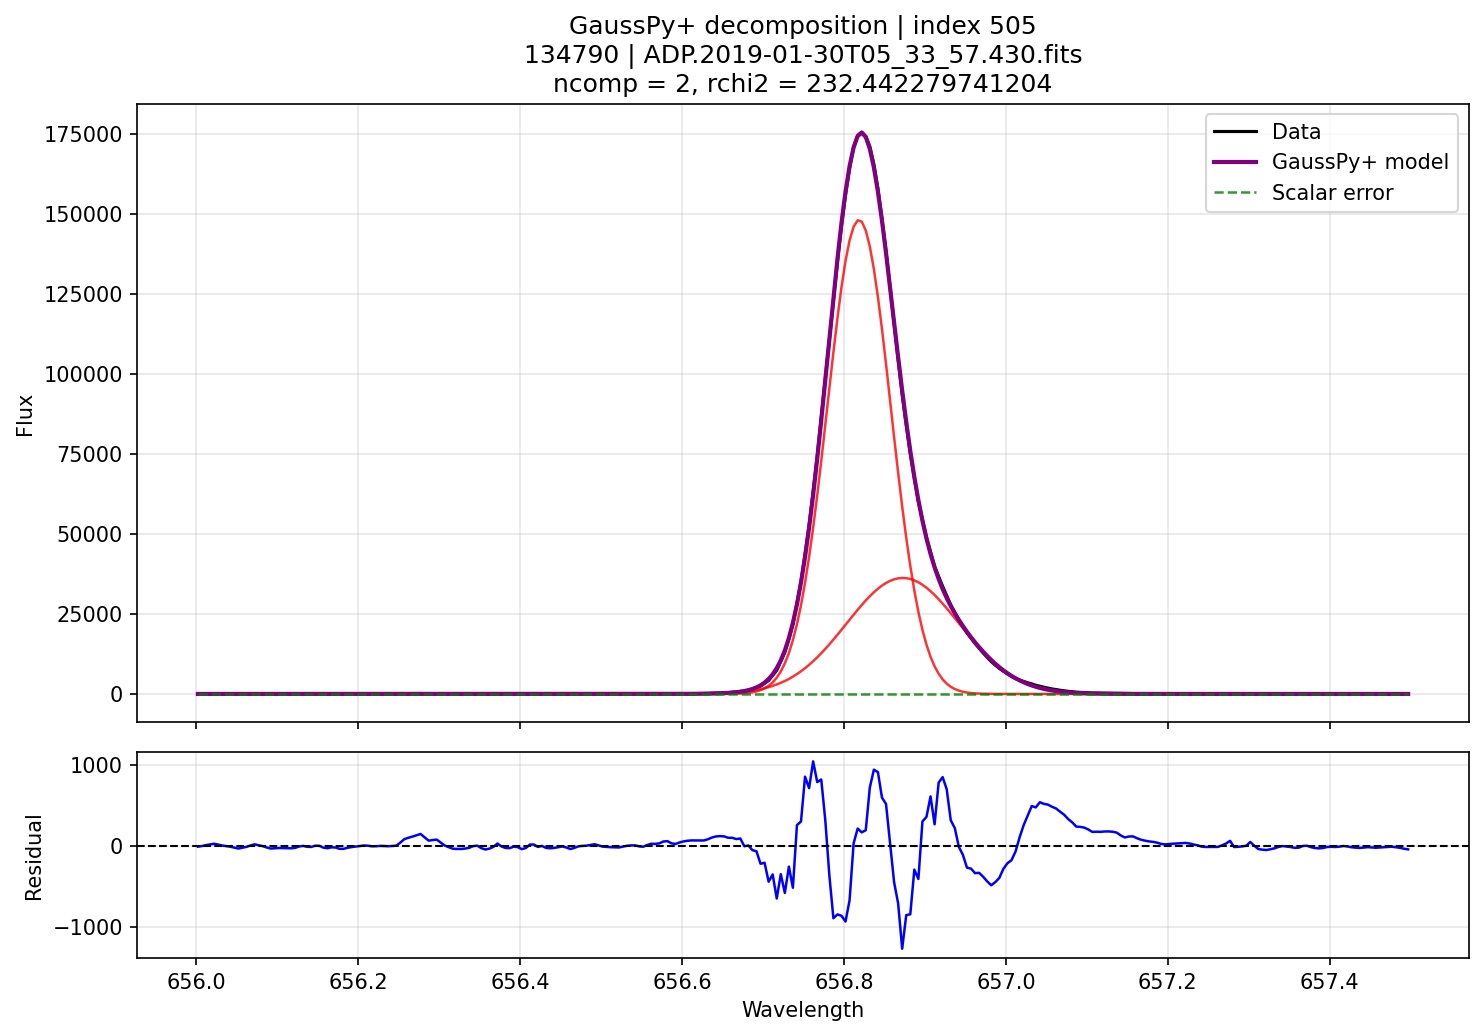 GaussPy+ decomposition | index 505
134790 | ADP.2019-01-30T05_33_57.430.fits
ncomp = 2, rchi2 = 232.442279741204
Data
GaussPy+ model
Scalar error
175000
150000
125000
100000
75000
50000
25000
0
Flux
1000
0
−1000
Residual
656.0
656.2
656.4
656.6
656.8
657.0
657.2
657.4
Wavelength